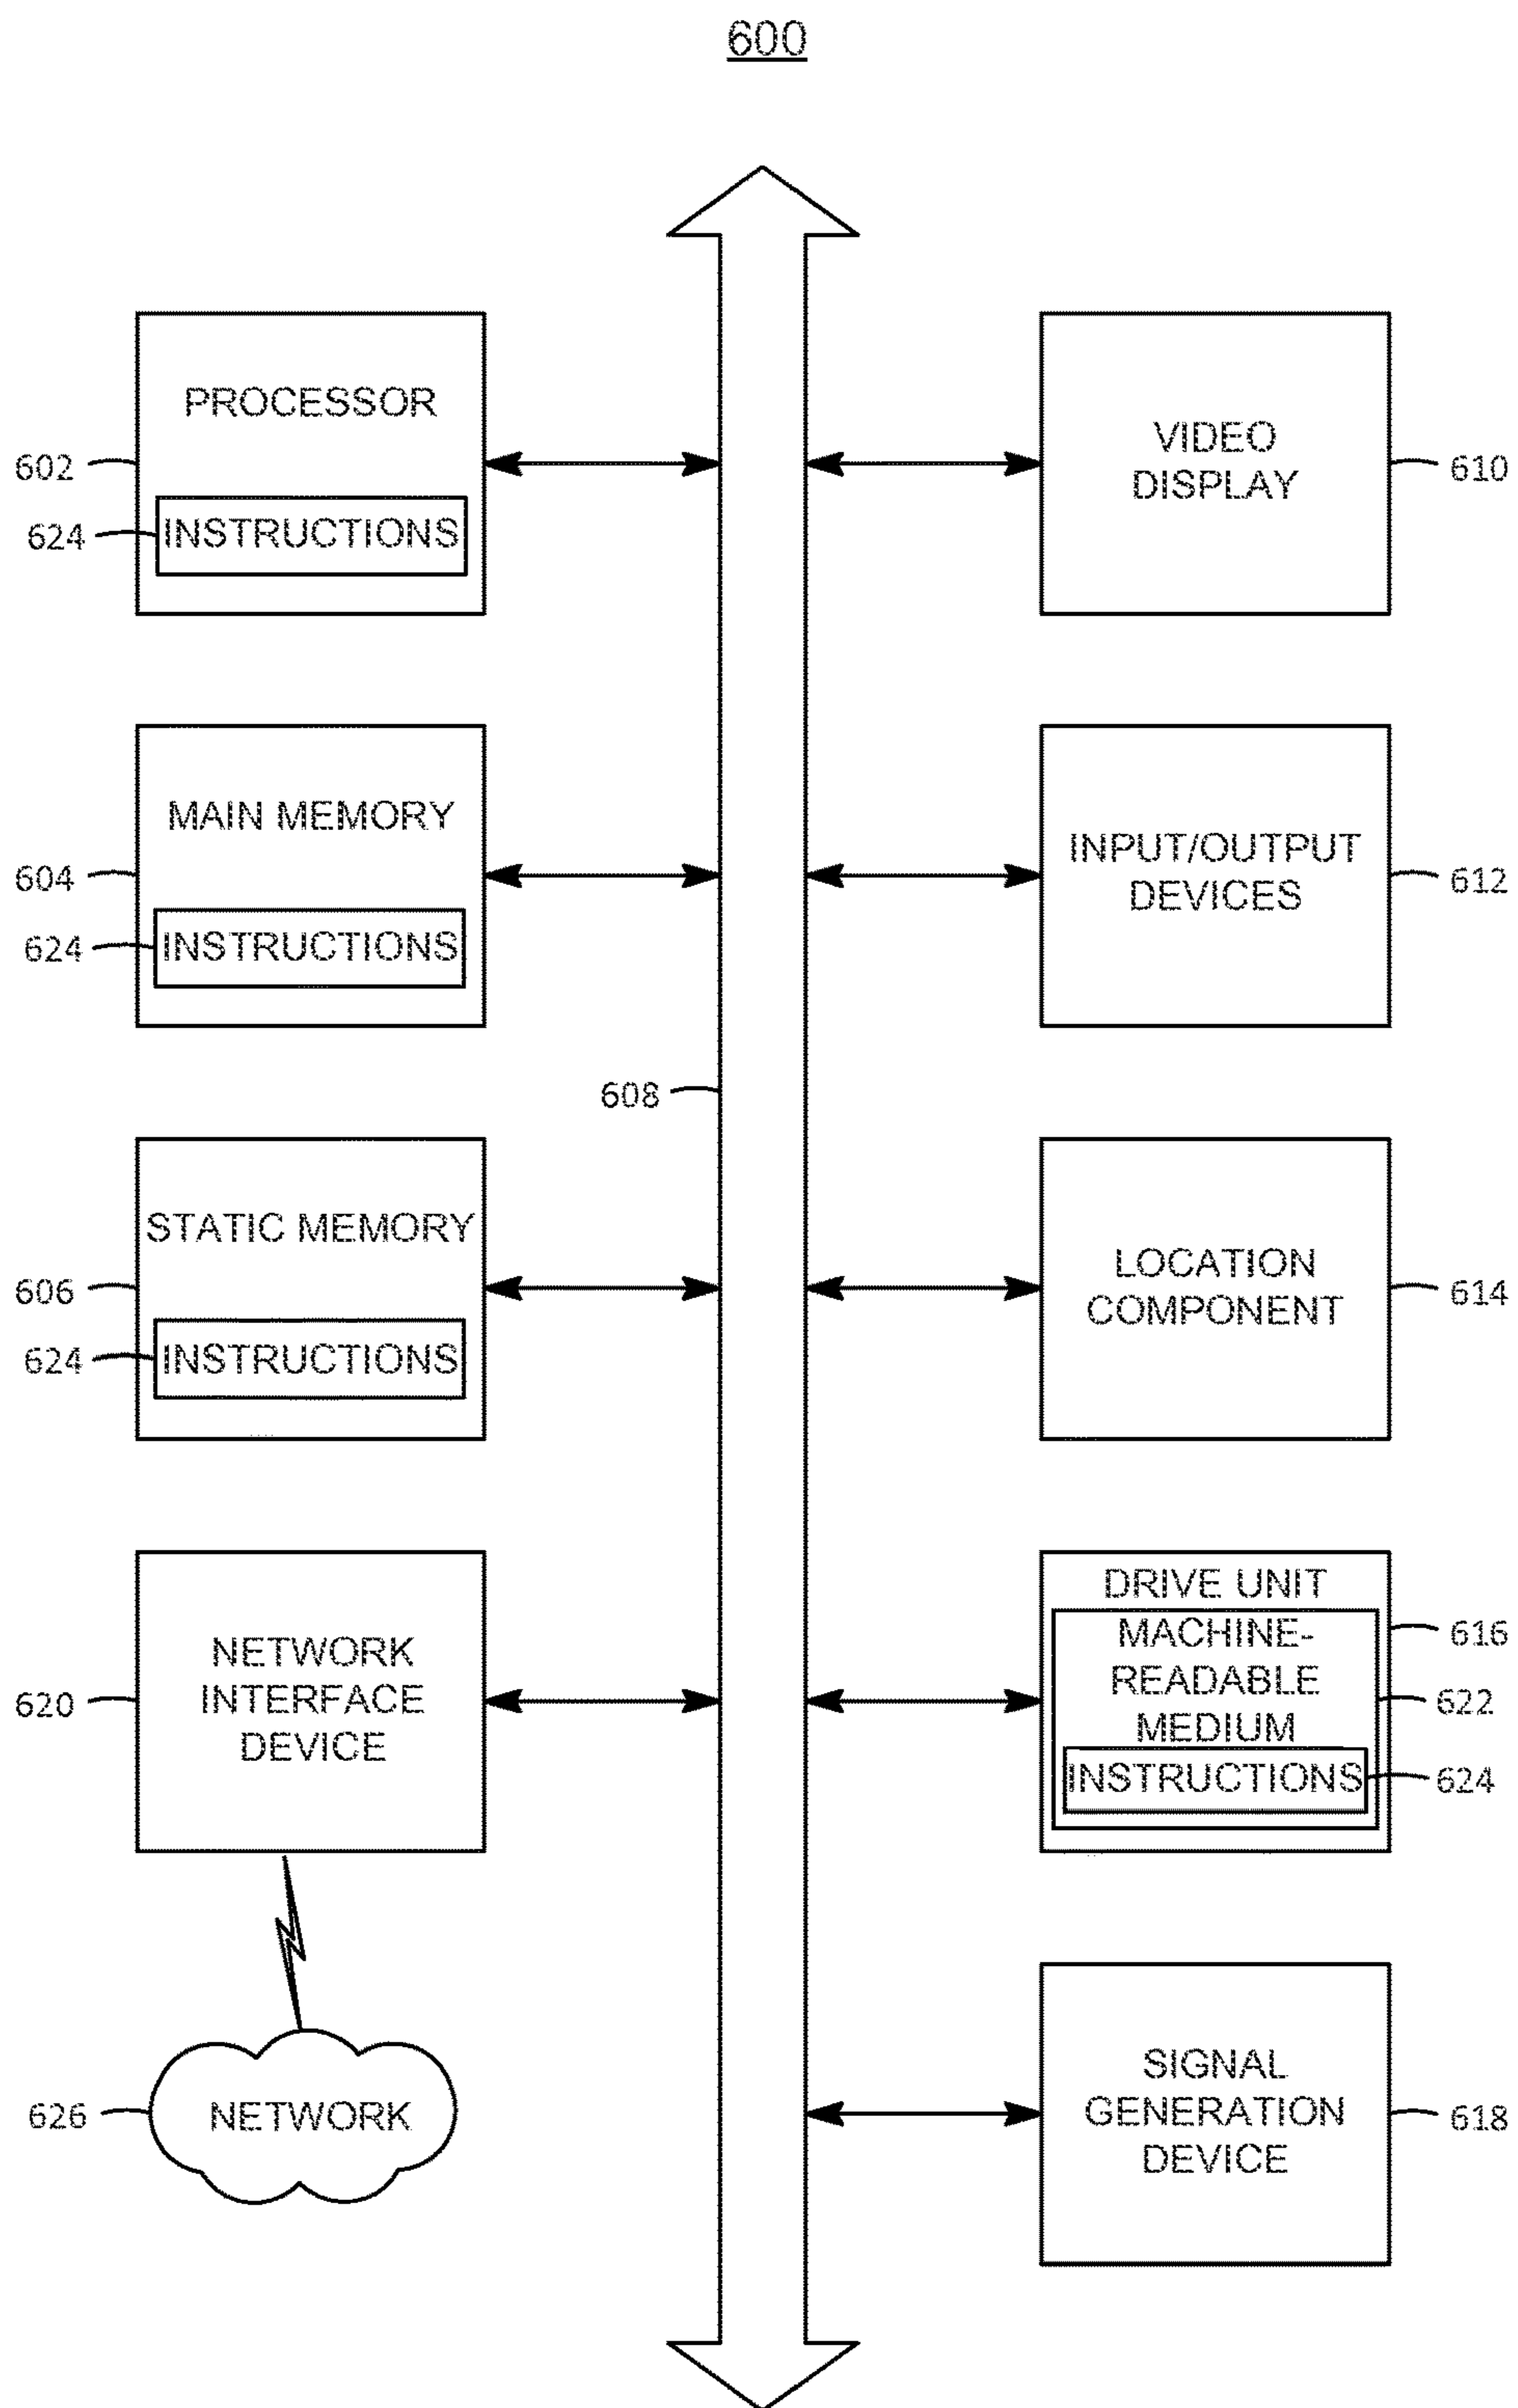 600
PROCESSOR
602
624
INSTRUCTIONS
VIDEO
DISPLAY
610
MAIN MEMORY
604
624
INSTRUCTIONS
INPUT/OUTPUT
DEVICES
612
608
STATIC MEMORY
606
624
INSTRUCTIONS
LOCATION
COMPONENT
614
NETWORK
INTERFACE
DEVICE
620
DRIVE UNIT
616
MACHINE-
READABLE
MEDIUM
622
INSTRUCTIONS
624
626
NETWORK
SIGNAL
GENERATION
DEVICE
618